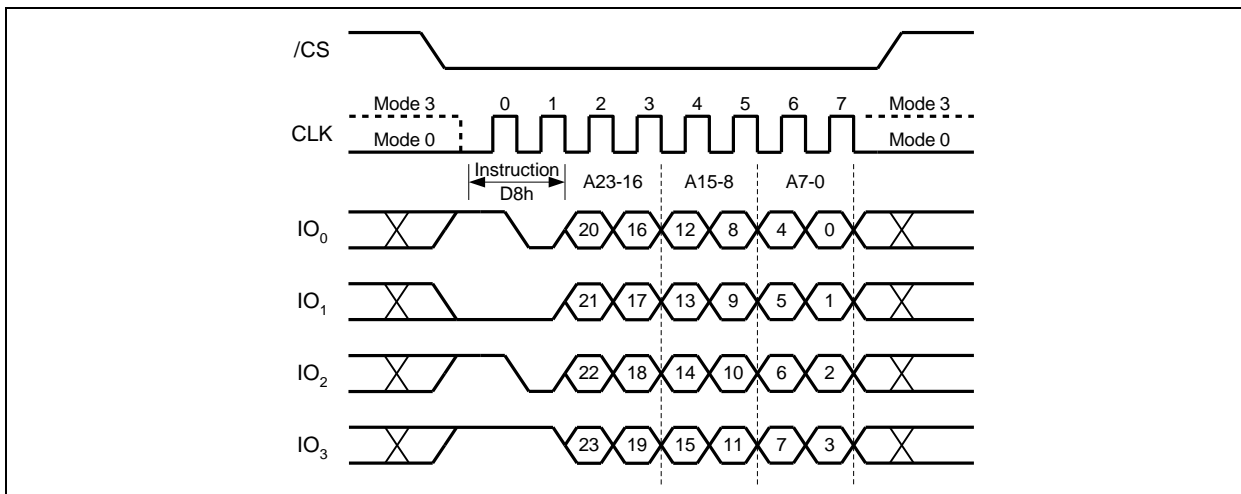 /CS
Mode 3 0 1 2 3 4 5 6 7 Mode 3
CLK
Mode 0 Mode 0
Instruction
D8h A23-16 A15-8 A7-0
IO0 20 16 12 8 4 0
IO1 21 17 13 9 5 1
IO2 22 18 14 10 6 2
IO3 23 19 15 11 7 3